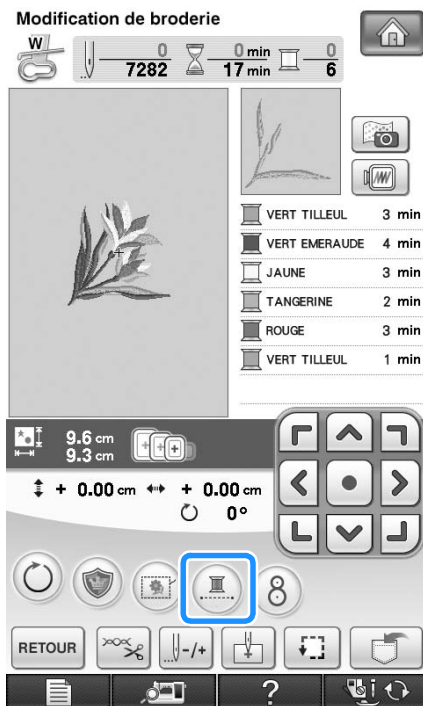 Modification de broderie
W
0 0 min 0
7282 17 min 6
VERT TILLEUL 3 min
VERT EMERAUDE 4 min
JAUNE 3 min
TANGERINE 2 min
ROUGE 3 min
VERT TILLEUL 1 min
9.6 cm
9.3 cm
+ 0.00 cm + 0.00 cm
0°
8
RETOUR
-/+
?